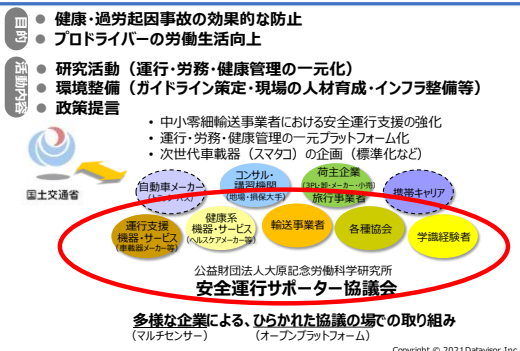 目的
● 健康・過労起因事故の効果的な防止
● プロドライバーの労働生活向上
活動内容
● 研究活動（運行・労務・健康管理の一元化）
● 環境整備（ガイドライン策定・現場の人材育成・インフラ整備等）
● 政策提言
• 中小零細輸送事業者における安全運行支援の強化
• 運行・労務・健康管理の一元プラットフォーム化
• 次世代車載器（スマタコ）の企画（標準化など）
国土交通省
自動車メーカー
(トラック・バス)
コンサル・
講習機関
(地場・損保大手)
荷主企業
(3PL・卸・メーカー・小売)
旅行事業者
携帯キャリア
運行支援
機器・サービス
(車載器メーカー等)
健康系
機器・サービス
(ヘルスケアメーカー等)
輸送事業者
各種協会
学識経験者
公益財団法人大原記念労働科学研究所
安全運行サポーター協議会
多様な企業による、ひらかれた協議の場での取り組み
（マルチセンサー）
（オープンプラットフォーム）
Copyright © 2021Datavisor Inc